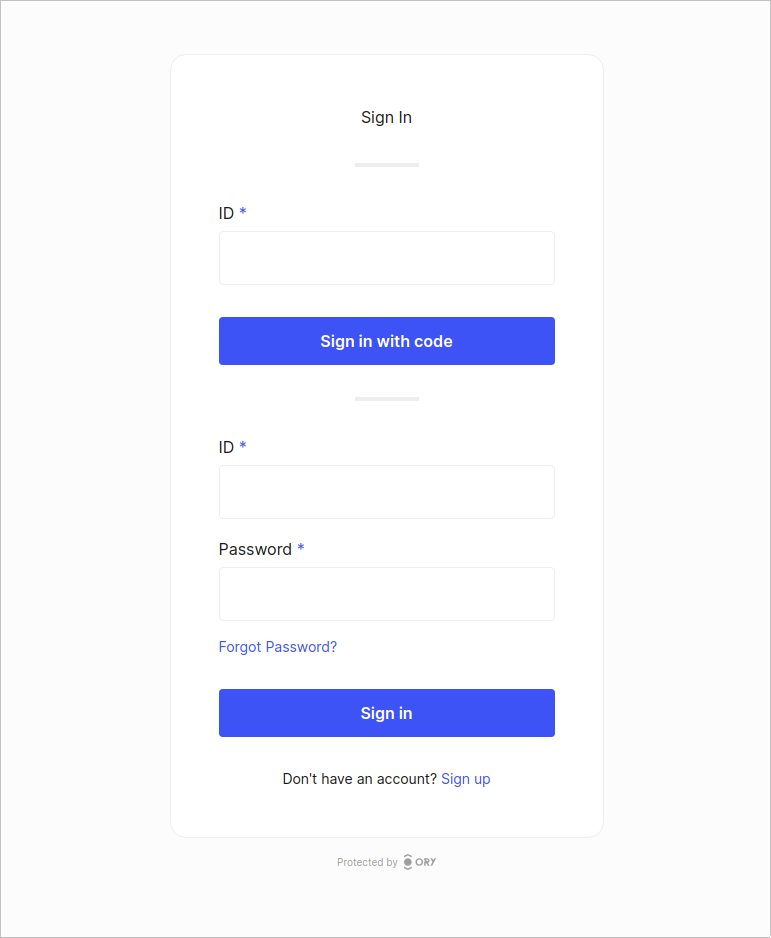 Sign In
ID *
Sign in with code
ID *
Password *
Forgot Password?
Sign in
Don't have an account? Sign up
Protected by ORY